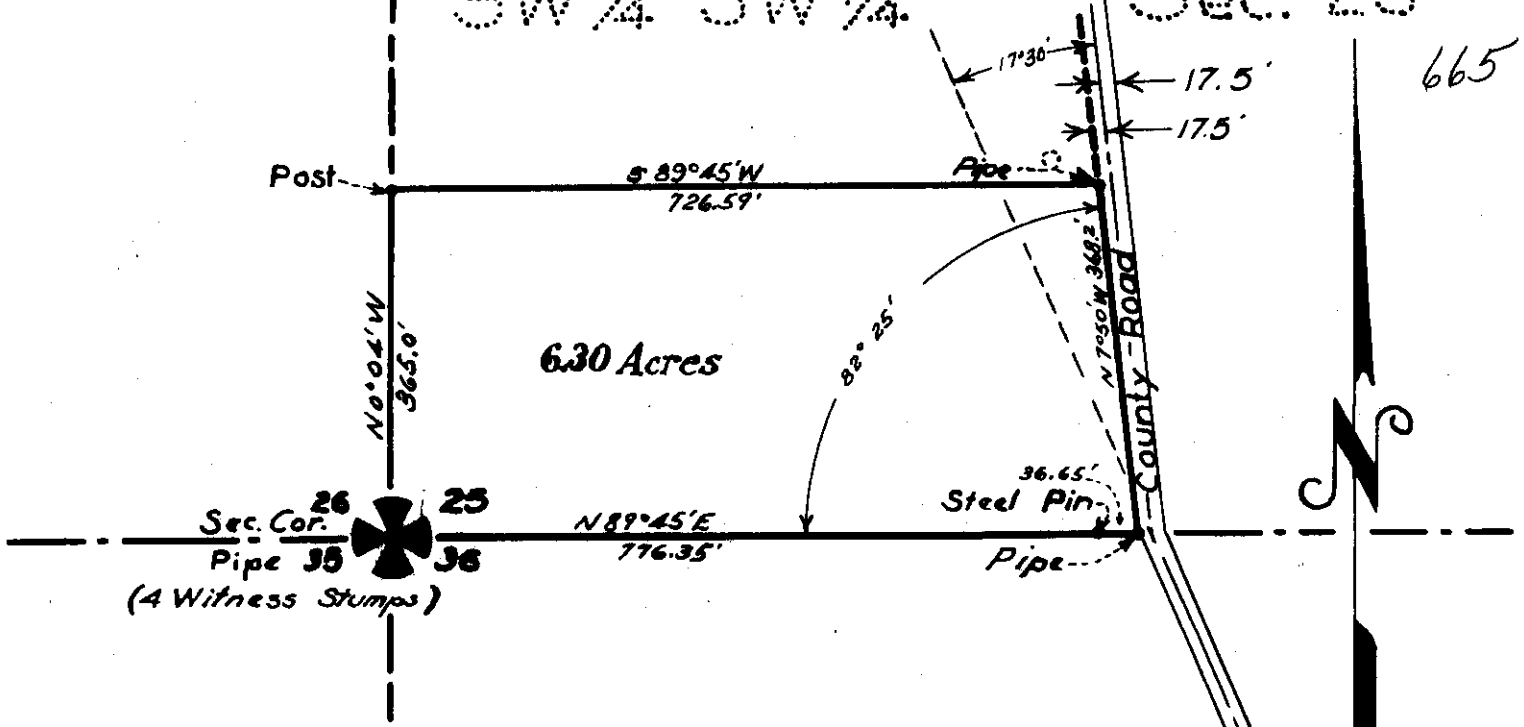 SW ¼ SW ¼ Sec. 25
665
17°30'
17.5'
17.5'
Post
S 89°45'W
726.59'
Pipe
N 0°04'W
365.0'
6.30 Acres
82° 25'
N 7°50'W 368.2'
County Road
26 25
35 36
Sec. Cor.
Pipe
(4 Witness Stumps)
N 89°45'E
776.35'
36.65'
Steel Pin
Pipe
N